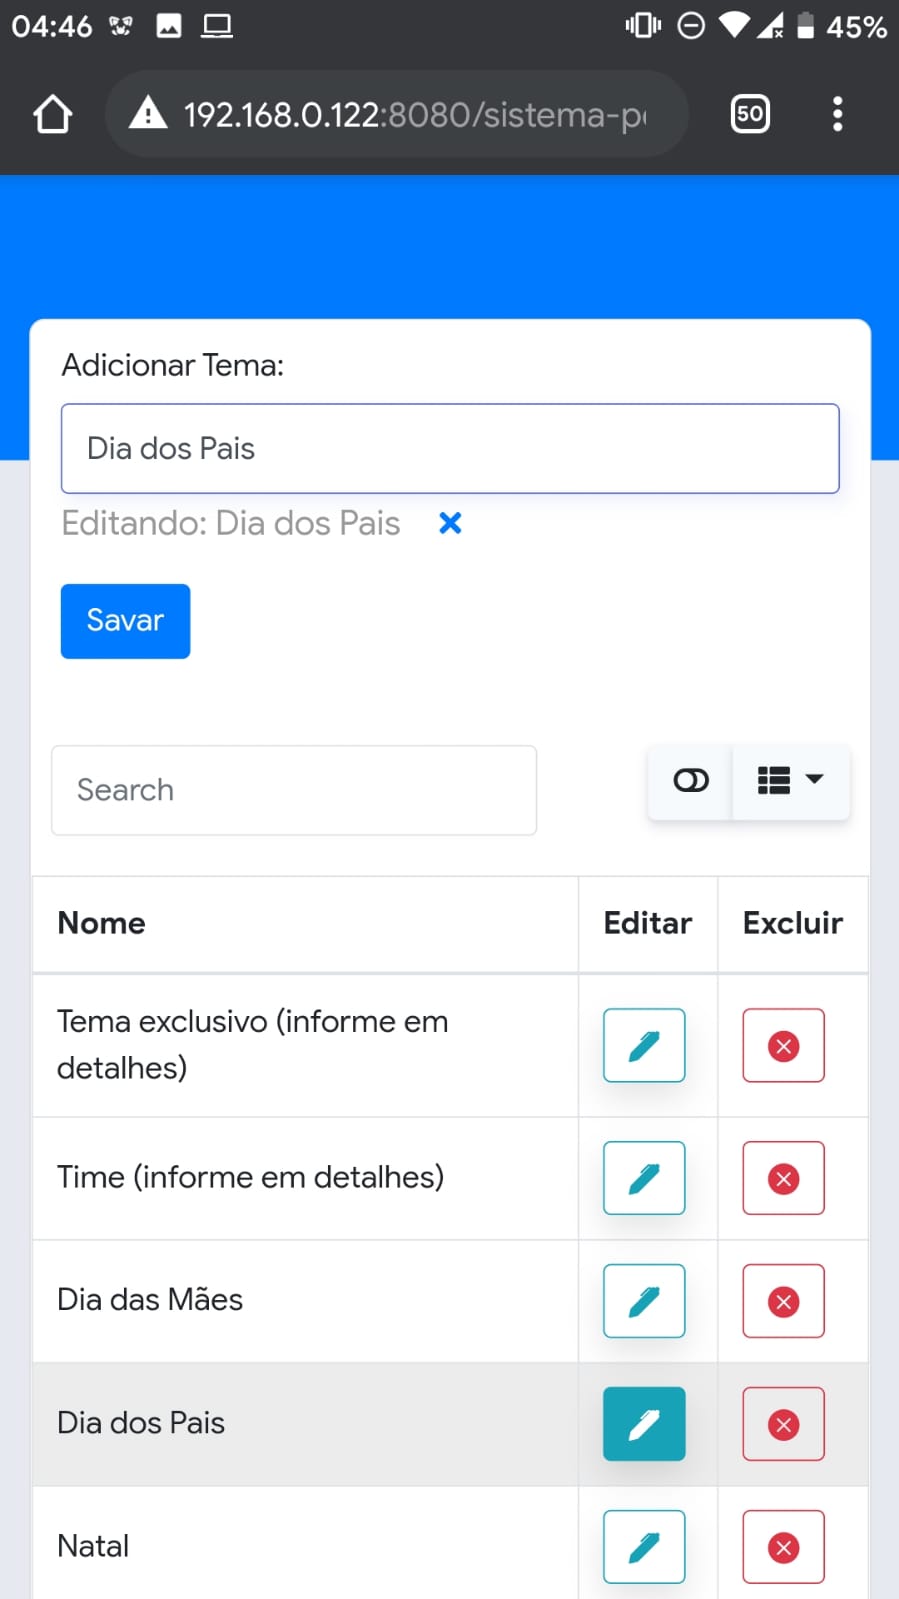 04:46
45%
192.168.0.122:8080/sistema-p
50
Adicionar Tema:
Dia dos Pais
Editando: Dia dos Pais
Savar
Search
Nome Editar Excluir
Tema exclusivo (informe em
detalhes)
Time (informe em detalhes)
Dia das Mães
Dia dos Pais
Natal